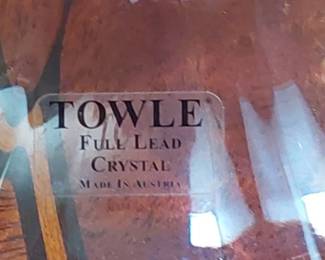 TOWLE®
FULL LEAD
CRYSTAL
MADE IN AUSTRIA